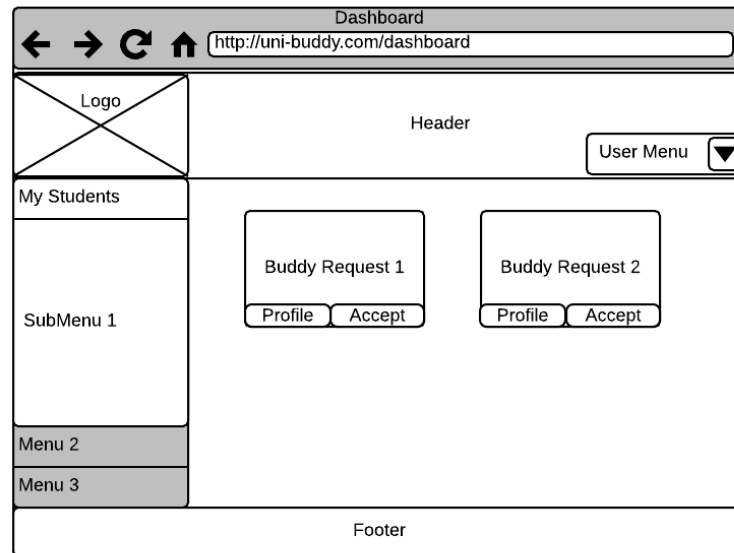 Dashboard
http://uni-buddy.com/dashboard
Logo
Header
User Menu
My Students
SubMenu 1
Menu 2
Menu 3
Buddy Request 1
Profile Accept
Buddy Request 2
Profile Accept
Footer